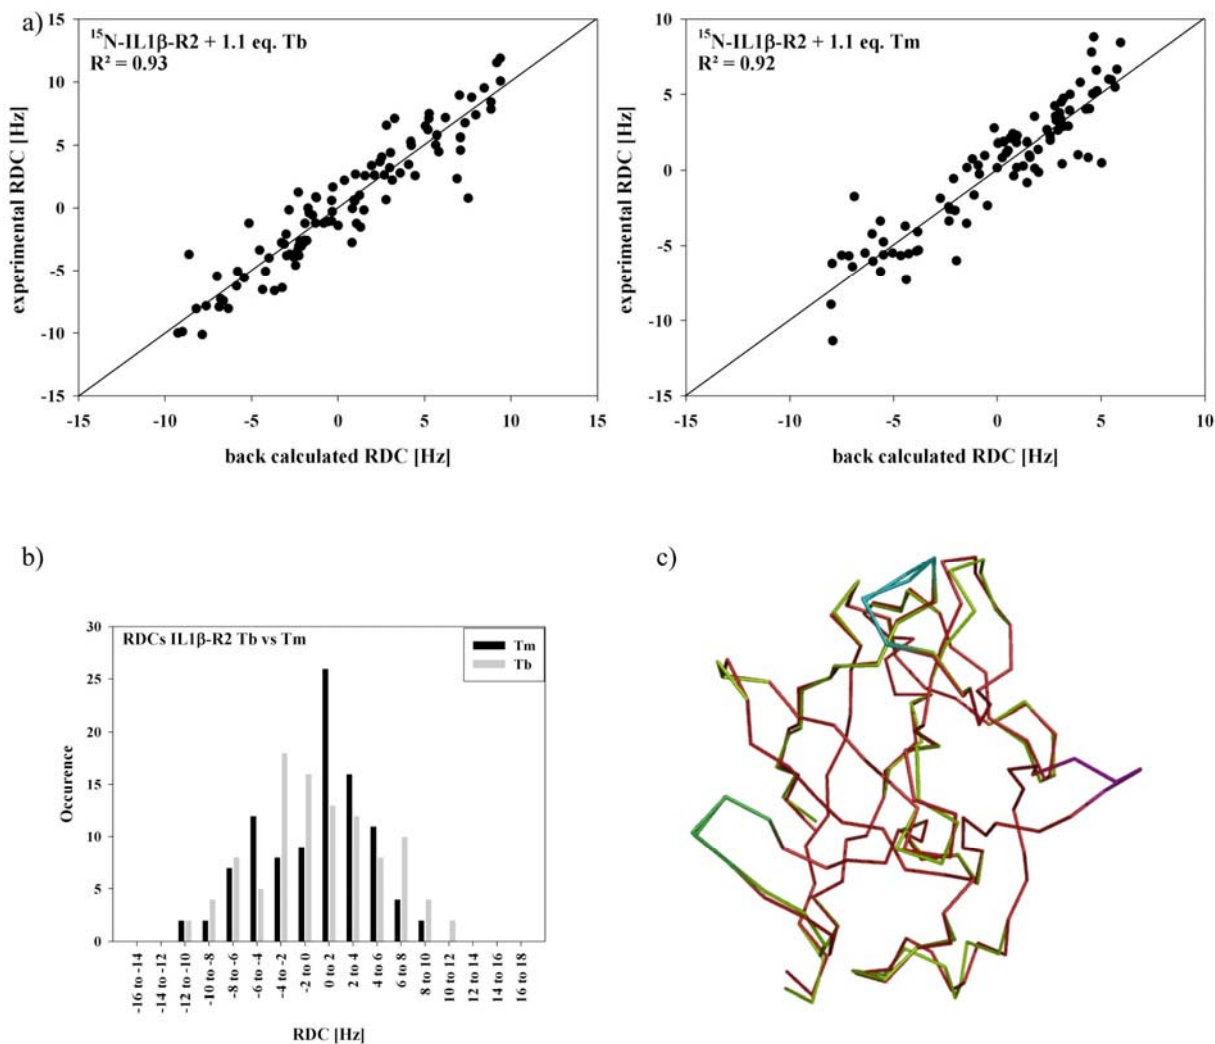 a)
15
10
5
0
-5
-10
-15
experimental RDC [Hz]
¹⁵N-IL1β-R2 + 1.1 eq. Tb
R² = 0.93
-15
-10
-5
0
5
10
15
back calculated RDC [Hz]
10
5
0
-5
-10
-15
experimental RDC [Hz]
¹⁵N-IL1β-R2 + 1.1 eq. Tm
R² = 0.92
-15
-10
-5
0
5
10
back calculated RDC [Hz]
b)
30
25
20
15
10
5
0
Occurence
RDCs IL1β-R2 Tb vs Tm
Tm
Tb
-16 to -14
-14 to -12
-12 to -10
-10 to -8
-8 to -6
-6 to -4
-4 to -2
-2 to 0
0 to 2
2 to 4
4 to 6
6 to 8
8 to 10
10 to 12
12 to 14
14 to 16
16 to 18
RDC [Hz]
c)